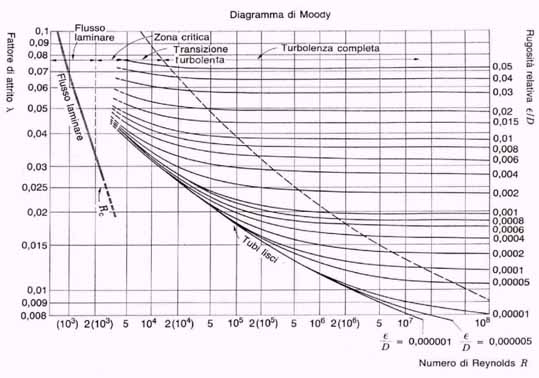 Diagramma di Moody
Flusso
laminare
Zona critica
Transizione
turbolenta
Turbolenza completa
Fattore di attrito λ
Rugosità relativa ε/D
0,1
0,09
0,08
0,07
0,06
0,05
0,04
0,03
0,025
0,02
0,015
0,01
0,009
0,008
Flusso laminare
R_c
Tubi lisci
0,05
0,04
0,03
0,02
0,015
0,01
0,008
0,006
0,004
0,002
0,001
0,0008
0,0006
0,0004
0,0002
0,0001
0,00005
0,00001
(10³) 2(10³) 5 10⁴ 2(10⁴) 5 10⁵ 2(10⁵) 5 10⁶ 2(10⁶) 5 10⁷ 10⁸
ε/D = 0,000001 ε/D = 0,000005
Numero di Reynolds R